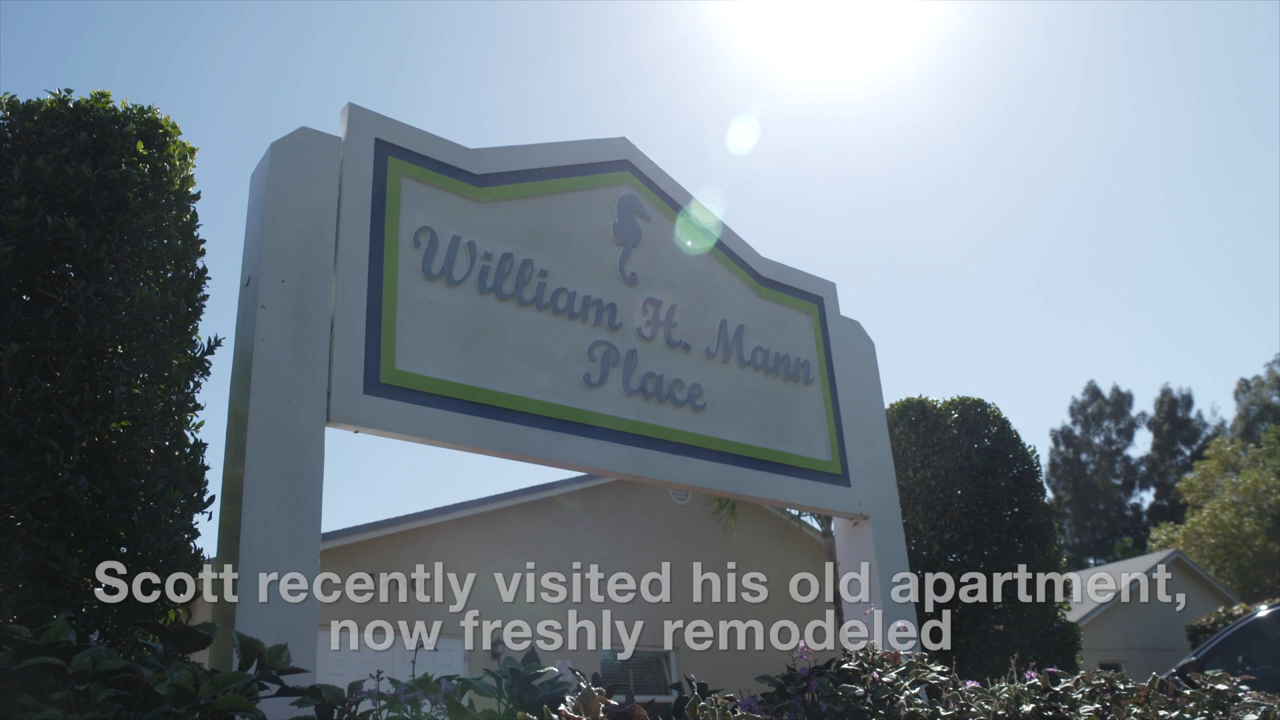 William H. Mann
Place
Scott recently visited his old apartment,
now freshly remodeled